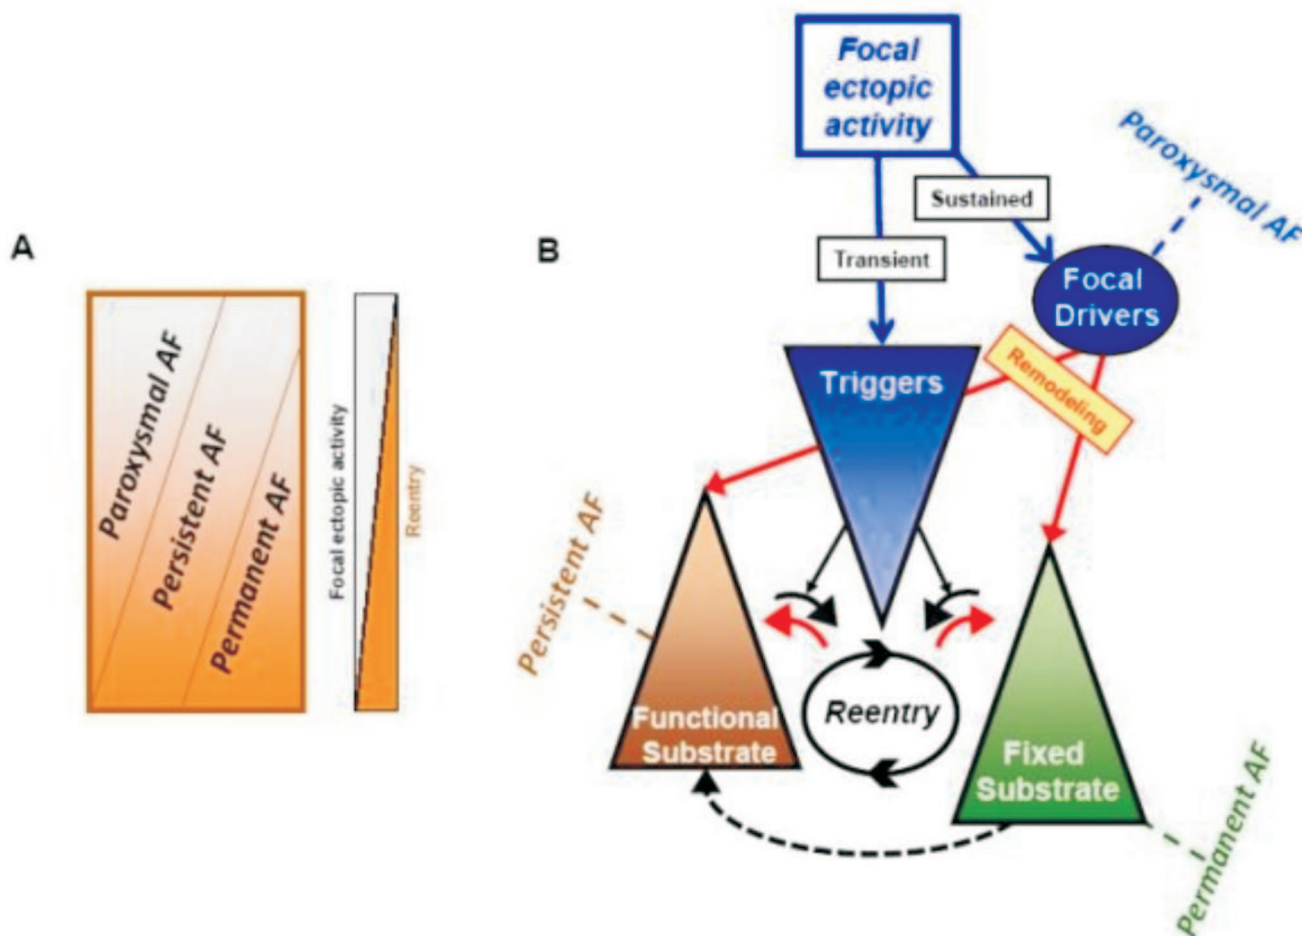 A
Paroxysmal AF
Persistent AF
Permanent AF
Focal ectopic activity
Reentry
B
Focal
ectopic
activity
Sustained
Transient
Paroxysmal AF
Focal
Drivers
Remodeling
Triggers
Persistent AF
Functional
Substrate
Reentry
Fixed
Substrate
Permanent AF